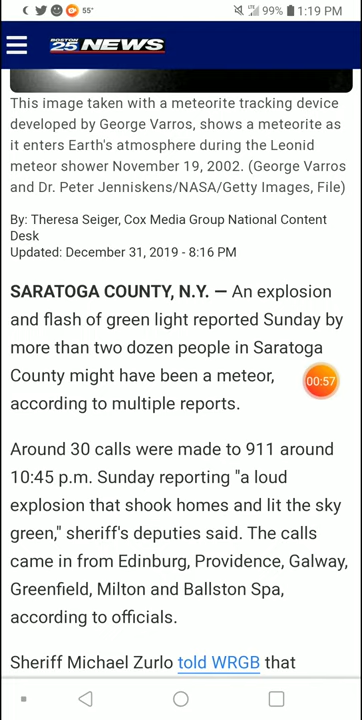 55°
LTE 99% 1:19 PM
BOSTON 25 NEWS
This image taken with a meteorite tracking device
developed by George Varros, shows a meteorite as
it enters Earth's atmosphere during the Leonid
meteor shower November 19, 2002. (George Varros
and Dr. Peter Jenniskens/NASA/Getty Images, File)
By: Theresa Seiger, Cox Media Group National Content
Desk
Updated: December 31, 2019 - 8:16 PM
SARATOGA COUNTY, N.Y. — An explosion
and flash of green light reported Sunday by
more than two dozen people in Saratoga
County might have been a meteor,
00:57
according to multiple reports.
Around 30 calls were made to 911 around
10:45 p.m. Sunday reporting "a loud
explosion that shook homes and lit the sky
green," sheriff's deputies said. The calls
came in from Edinburg, Providence, Galway,
Greenfield, Milton and Ballston Spa,
according to officials.
Sheriff Michael Zurlo told WRGB that